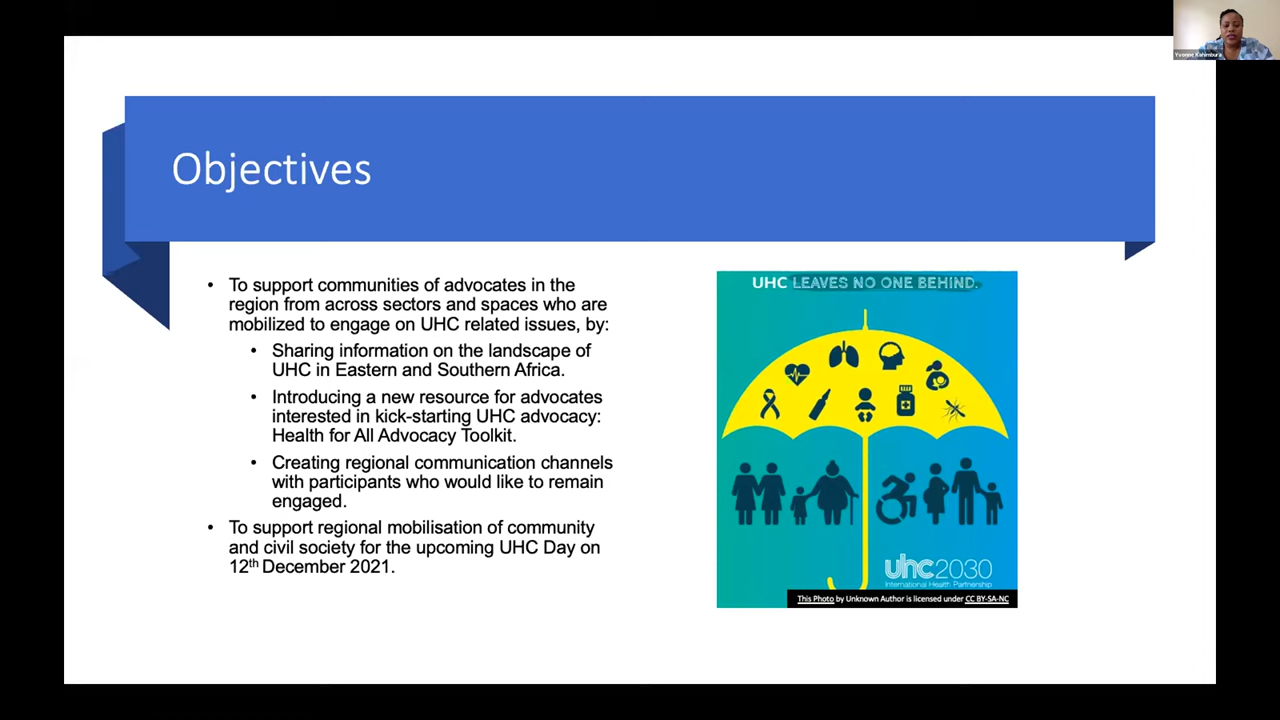 Yvonne Kahimbura
Objectives
• To support communities of advocates in the
region from across sectors and spaces who are
mobilized to engage on UHC related issues, by:
• Sharing information on the landscape of
UHC in Eastern and Southern Africa.
• Introducing a new resource for advocates
interested in kick-starting UHC advocacy:
Health for All Advocacy Toolkit.
• Creating regional communication channels
with participants who would like to remain
engaged.
• To support regional mobilisation of community
and civil society for the upcoming UHC Day on
12th December 2021.
UHC LEAVES NO ONE BEHIND.
uhc2030
International Health Partnership
This Photo by Unknown Author is licensed under CC BY-SA-NC